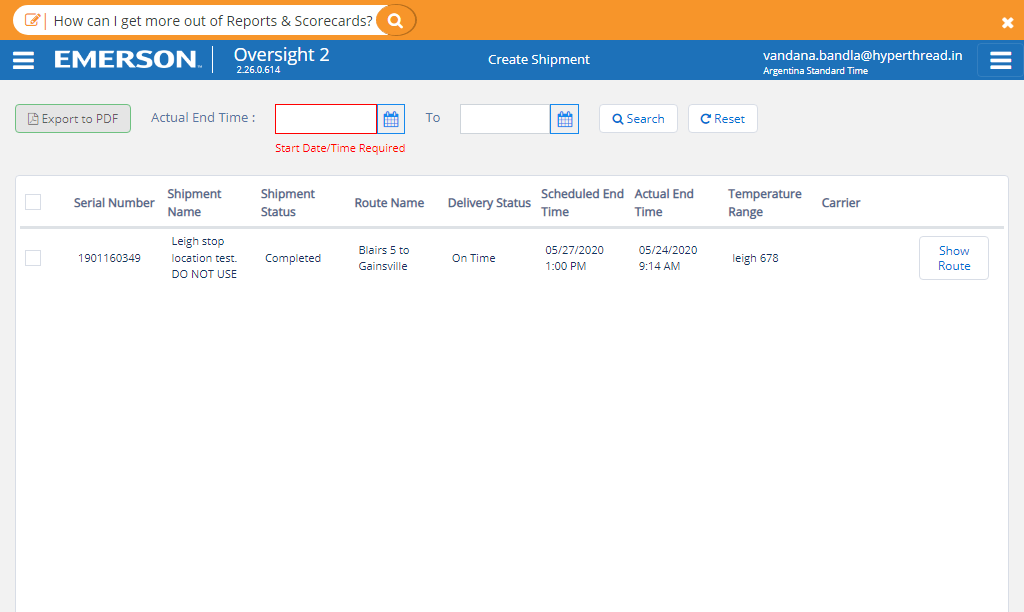 How can I get more out of Reports & Scorecards?
EMERSON™
Oversight 2
2.26.0.614
Create Shipment
vandana.bandla@hyperthread.in
Argentina Standard Time
Export to PDF
Actual End Time :
To
Search
Reset
Start Date/Time Required
Serial Number
Shipment
Name
Shipment
Status
Route Name
Delivery Status
Scheduled End
Time
Actual End
Time
Temperature
Range
Carrier
1901160349
Leigh stop
location test.
DO NOT USE
Completed
Blairs 5 to
Gainsville
On Time
05/27/2020
1:00 PM
05/24/2020
9:14 AM
leigh 678
Show
Route